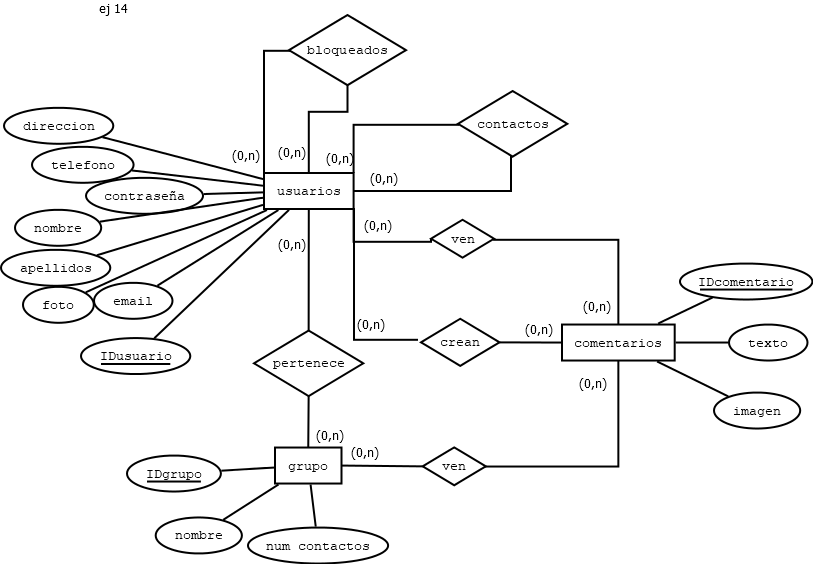 ej 14
bloqueados
contactos
direccion
(0,n)
(0,n)
(0,n)
telefono
(0,n)
contraseña
usuarios
nombre
(0,n)
ven
(0,n)
apellidos
foto
email
IDcomentario
(0,n)
(0,n)
(0,n)
IDusuario
crean
comentarios
texto
pertenece
(0,n)
imagen
(0,n)
(0,n)
IDgrupo
grupo
ven
nombre
num contactos